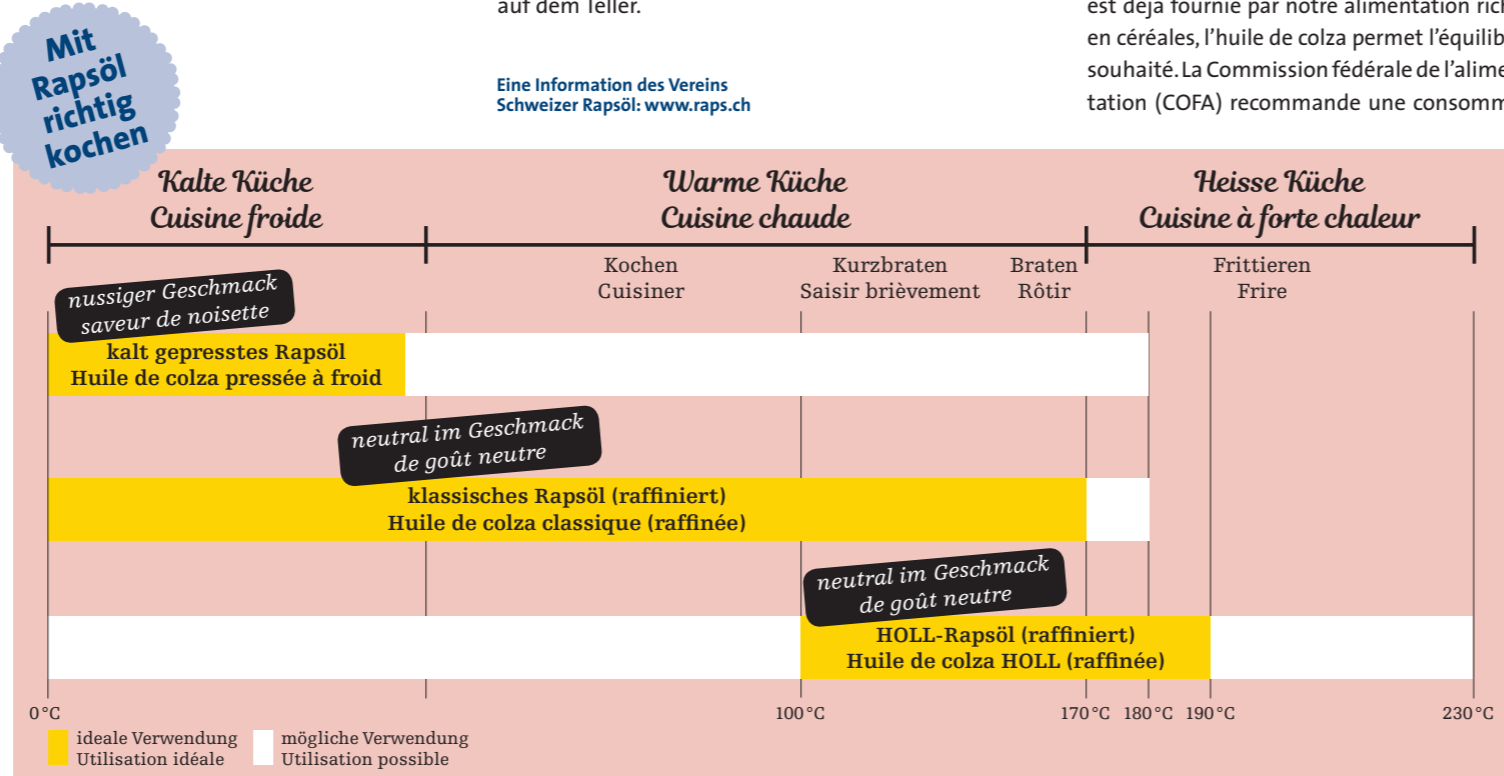 auf dem Teller.
Eine Information des Vereins
Schweizer Rapsöl: www.raps.ch
est déjà fournie par notre alimentation
en céréales, l'huile de colza permet
souhaité. La Commission fédérale de
tation (COFA) recommande une
Mit
Rapsöl
richtig
kochen
Kalte Küche
Cuisine froide
Warme Küche
Cuisine chaude
Heisse Küche
Cuisine à forte chaleur
Kochen
Cuisiner
Kurzbraten
Saisir brièvement
Braten
Rôtir
Frittieren
Frire
nussiger Geschmack
saveur de noisette
kalt gepresstes Rapsöl
Huile de colza pressée à froid
neutral im Geschmack
de goût neutre
klassisches Rapsöl (raffiniert)
Huile de colza classique (raffinée)
neutral im Geschmack
de goût neutre
HOLL-Rapsöl (raffiniert)
Huile de colza HOLL (raffinée)
0 °C 100 °C 170 °C 180 °C 190 °C 230 °C
ideale Verwendung
Utilisation idéale
mögliche Verwendung
Utilisation possible